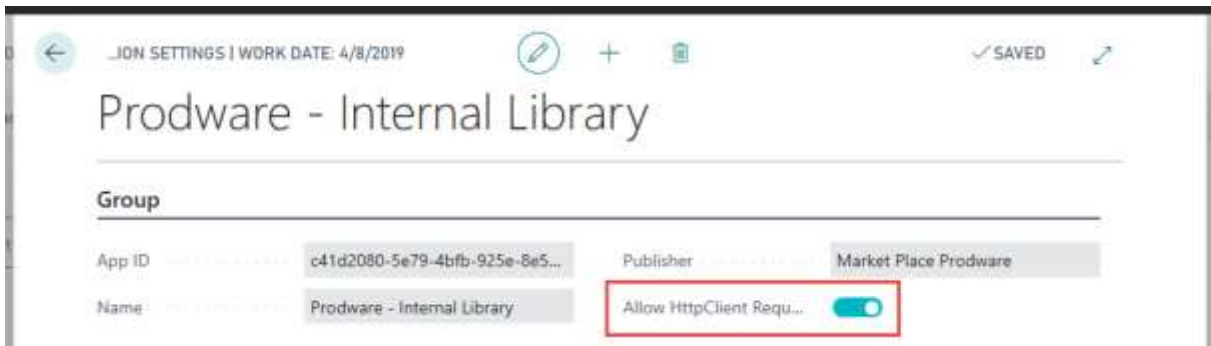 ...ION SETTINGS | WORK DATE: 4/8/2019
✓ SAVED
Prodware - Internal Library
Group
App ID
c41d2080-5e79-4bfb-925e-8e5...
Publisher
Market Place Prodware
Name
Prodware - Internal Library
Allow HttpClient Requ...